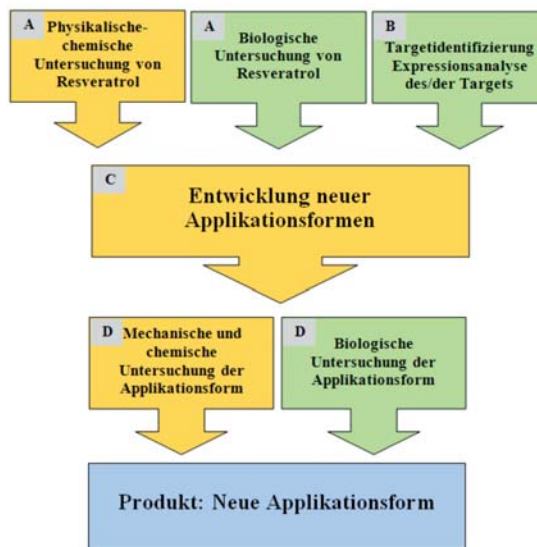 A
Physikalische-
chemische
Untersuchung von
Resveratrol
A
Biologische
Untersuchung von
Resveratrol
B
Targetidentifizierung
Expressionsanalyse
des/der Targets
C
Entwicklung neuer
Applikationsformen
D
Mechanische und
chemische
Untersuchung der
Applikationsform
D
Biologische
Untersuchung der
Applikationsform
Produkt: Neue Applikationsform